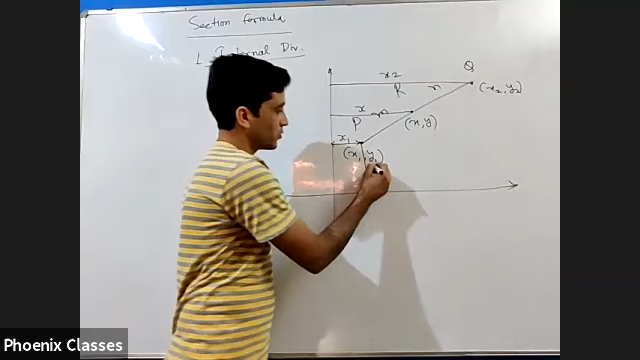 Section formula
1. Internal Div.
Q
x2
R
n
(x2, y2)
x
m
P
(x, y)
x1
(x1, y1)
Phoenix Classes